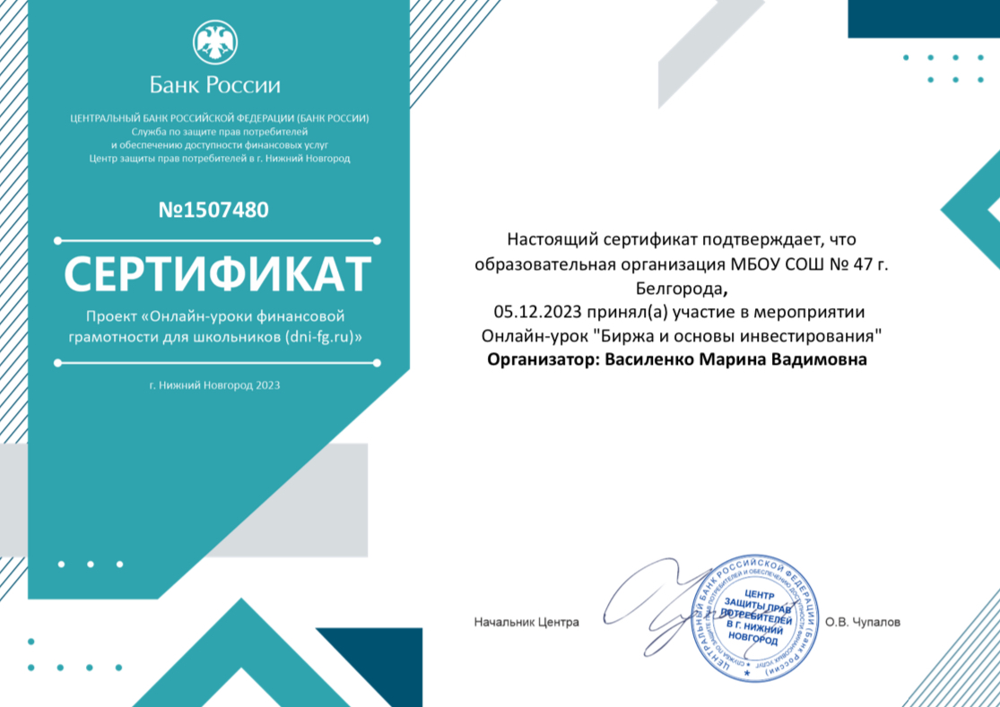 Банк России
ЦЕНТРАЛЬНЫЙ БАНК РОССИЙСКОЙ ФЕДЕРАЦИИ (БАНК РОССИИ)
Служба по защите прав потребителей
и обеспечению доступности финансовых услуг
Центр защиты прав потребителей в г. Нижний Новгород
№1507480
СЕРТИФИКАТ
Проект «Онлайн-уроки финансовой
грамотности для школьников (dni-fg.ru)»
г. Нижний Новгород 2023
Настоящий сертификат подтверждает, что
образовательная организация МБОУ СОШ № 47 г.
Белгорода,
05.12.2023 принял(а) участие в мероприятии
Онлайн-урок "Биржа и основы инвестирования"
Организатор: Василенко Марина Вадимовна
Начальник Центра
ЦЕНТРАЛЬНЫЙ БАНК РОССИЙСКОЙ ФЕДЕРАЦИИ (БАНК РОССИИ)
СЛУЖБА ПО ЗАЩИТЕ ПРАВ ПОТРЕБИТЕЛЕЙ И ОБЕСПЕЧЕНИЮ ДОСТУПНОСТИ ФИНАНСОВЫХ УСЛУГ
ЦЕНТР
ЗАЩИТЫ ПРАВ
ПОТРЕБИТЕЛЕЙ
В Г. НИЖНИЙ
НОВГОРОД
О.В. Чупалов